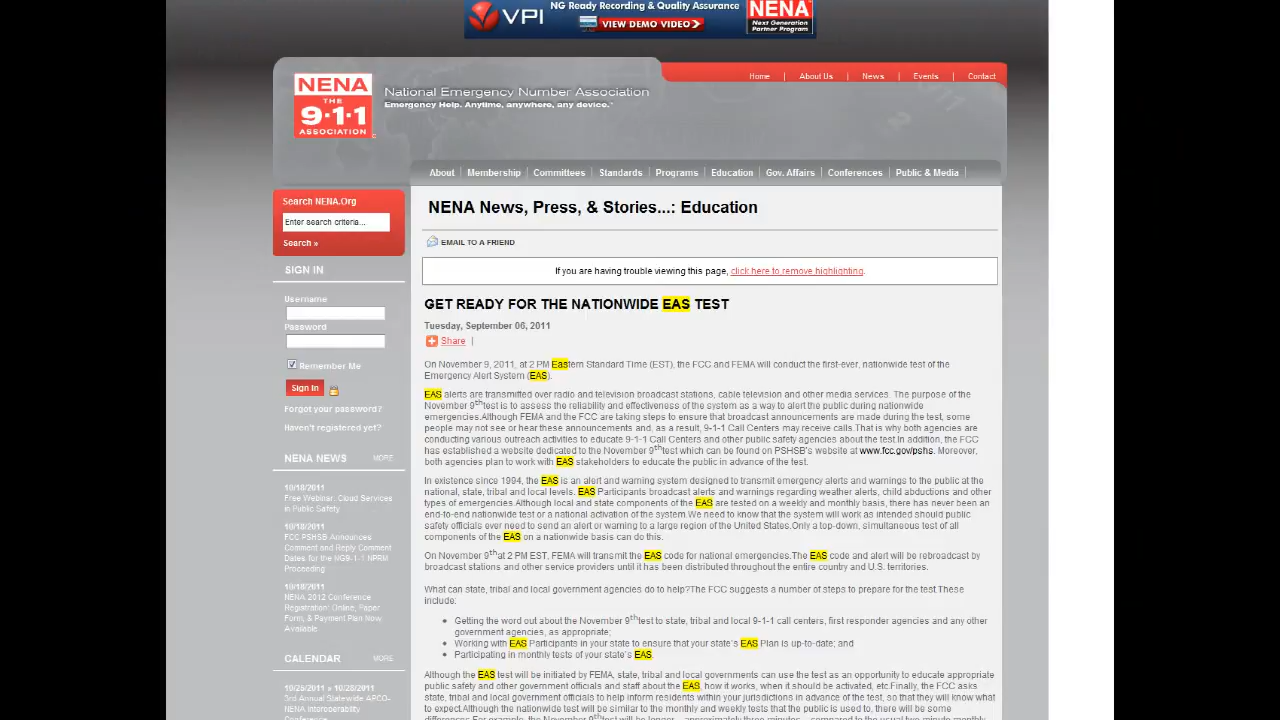 VPI
NG Ready Recording & Quality Assurance
VIEW DEMO VIDEO
NENA
Next Generation
Partner Program
NENA
THE
9·1·1
ASSOCIATION
National Emergency Number Association
Emergency Help. Anytime, anywhere, any device.
Home | About Us | News | Events | Contact
About | Membership | Committees | Standards | Programs | Education | Gov. Affairs | Conferences | Public & Media |
Search NENA.Org
Enter search criteria...
Search »
SIGN IN
Username
Password
Remember Me
Sign In
Forgot your password?
Haven't registered yet?
NENA NEWS MORE
10/18/2011
Free Webinar: Cloud Services
in Public Safety
10/18/2011
FCC PSHSB Announces
Comment and Reply Comment
Dates for the NG9-1-1 NPRM
Proceeding
10/18/2011
NENA 2012 Conference
Registration: Online, Paper
Form, & Payment Plan Now
Available
CALENDAR MORE
10/25/2011 » 10/28/2011
3rd Annual Statewide APCO-
NENA Interoperability
Conference
NENA News, Press, & Stories...: Education
EMAIL TO A FRIEND
If you are having trouble viewing this page, click here to remove highlighting.
GET READY FOR THE NATIONWIDE EAS TEST
Tuesday, September 06, 2011
Share |
On November 9, 2011, at 2 PM Eastern Standard Time (EST), the FCC and FEMA will conduct the first-ever, nationwide test of the
Emergency Alert System (EAS).
EAS alerts are transmitted over radio and television broadcast stations, cable television and other media services. The purpose of the
November 9th test is to assess the reliability and effectiveness of the system as a way to alert the public during nationwide
emergencies.Although FEMA and the FCC are taking steps to ensure that broadcast announcements are made during the test, some
people may not see or hear these announcements and, as a result, 9-1-1 Call Centers may receive calls.That is why both agencies are
conducting various outreach activities to educate 9-1-1 Call Centers and other public safety agencies about the test.In addition, the FCC
has established a website dedicated to the November 9th test which can be found on PSHSB's website at www.fcc.gov/pshs. Moreover,
both agencies plan to work with EAS stakeholders to educate the public in advance of the test.
In existence since 1994, the EAS is an alert and warning system designed to transmit emergency alerts and warnings to the public at the
national, state, tribal and local levels. EAS Participants broadcast alerts and warnings regarding weather alerts, child abductions and other
types of emergencies.Although local and state components of the EAS are tested on a weekly and monthly basis, there has never been an
end-to-end nationwide test or a national activation of the system.We need to know that the system will work as intended should public
safety officials ever need to send an alert or warning to a large region of the United States.Only a top-down, simultaneous test of all
components of the EAS on a nationwide basis can do this.
On November 9th at 2 PM EST, FEMA will transmit the EAS code for national emergencies.The EAS code and alert will be rebroadcast by
broadcast stations and other service providers until it has been distributed throughout the entire country and U.S. territories.
What can state, tribal and local government agencies do to help?The FCC suggests a number of steps to prepare for the test.These
include:
• Getting the word out about the November 9th test to state, tribal and local 9-1-1 call centers, first responder agencies and any other
government agencies, as appropriate;
• Working with EAS Participants in your state to ensure that your state's EAS Plan is up-to-date; and
• Participating in monthly tests of your state's EAS.
Although the EAS test will be initiated by FEMA, state, tribal and local governments can use the test as an opportunity to educate appropriate
public safety and other government officials and staff about the EAS, how it works, when it should be activated, etc.Finally, the FCC asks
state, tribal and local government officials to help inform residents within your jurisdictions in advance of the test, so that they will know what
to expect.Although the nationwide test will be similar to the monthly and weekly tests that the public is used to, there will be some
differences.For example, the November 9th test will be longer – approximately three minutes – compared to the usual two minute monthly